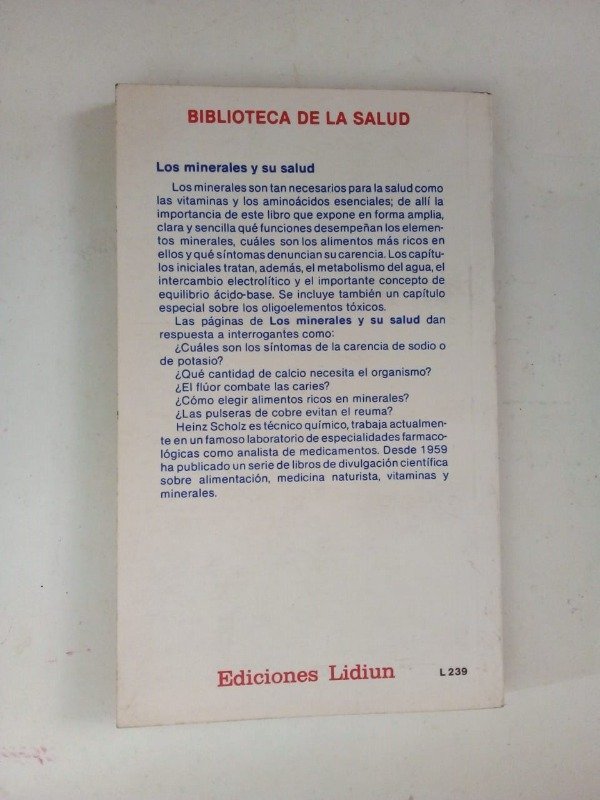 BIBLIOTECA DE LA SALUD
Los minerales y su salud
Los minerales son tan necesarios para la salud como
las vitaminas y los aminoácidos esenciales; de allí la
importancia de este libro que expone en forma amplia,
clara y sencilla qué funciones desempeñan los elemen-
tos minerales, cuáles son los alimentos más ricos en
ellos y qué síntomas denuncian su carencia. Los capítu-
los iniciales tratan, además, el metabolismo del agua, el
intercambio electrolítico y el importante concepto de
equilibrio ácido-base. Se incluye también un capítulo
especial sobre los oligoelementos tóxicos.
Las páginas de Los minerales y su salud dan
respuesta a interrogantes como:
¿Cuáles son los síntomas de la carencia de sodio o
de potasio?
¿Qué cantidad de calcio necesita el organismo?
¿El flúor combate las caries?
¿Cómo elegir alimentos ricos en minerales?
¿Las pulseras de cobre evitan el reuma?
Heinz Scholz es técnico químico, trabaja actualmen-
te en un famoso laboratorio de especialidades farmaco-
lógicas como analista de medicamentos. Desde 1959
ha publicado un serie de libros de divulgación científica
sobre alimentación, medicina naturista, vitaminas y
minerales.
Ediciones Lidiun
L 239